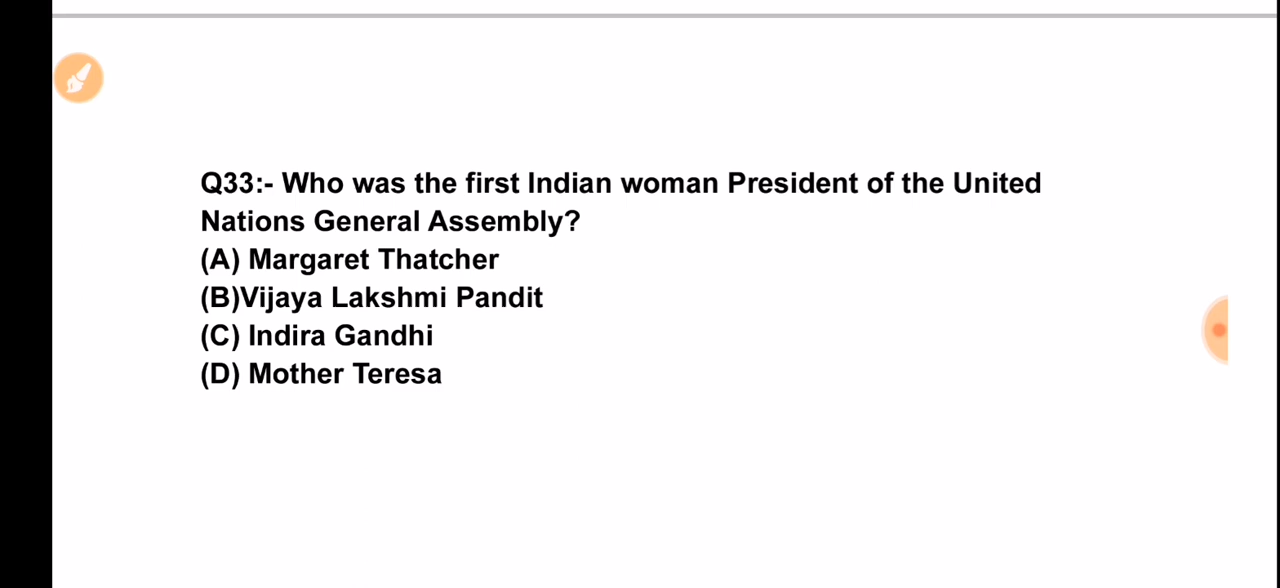 Q33:- Who was the first Indian woman President of the United
Nations General Assembly?
(A) Margaret Thatcher
(B)Vijaya Lakshmi Pandit
(C) Indira Gandhi
(D) Mother Teresa